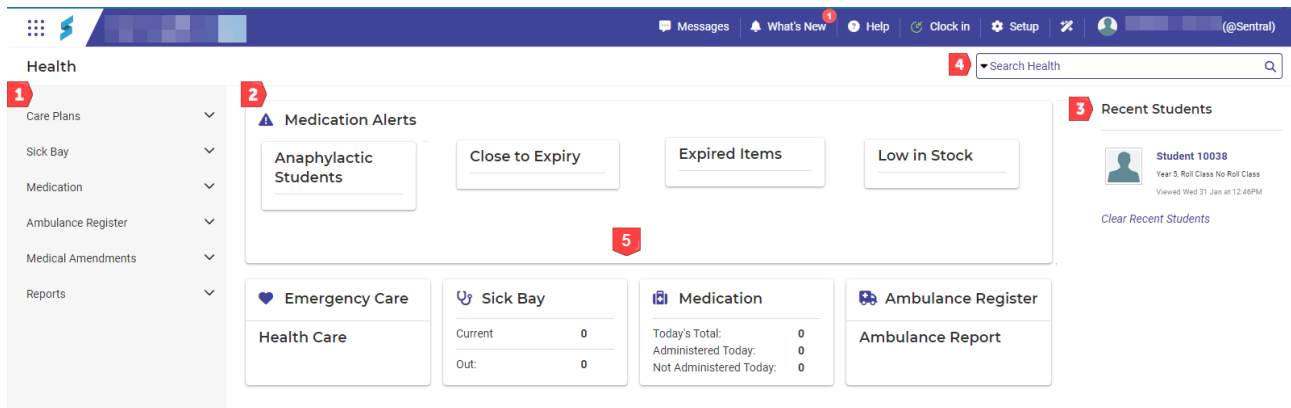 Messages What's New 1 Help Clock in Setup (@Sentral)
Health
4 Search Health
1
Care Plans
Sick Bay
Medication
Ambulance Register
Medical Amendments
Reports
2
Medication Alerts
Anaphylactic
Students
Close to Expiry
Expired Items
Low in Stock
5
Emergency Care
Health Care
Sick Bay
Current 0
Out: 0
Medication
Today's Total: 0
Administered Today: 0
Not Administered Today: 0
Ambulance Register
Ambulance Report
3 Recent Students
Student 10038
Year 5, Roll Class No Roll Class
Viewed Wed 31 Jan at 12:46PM
Clear Recent Students